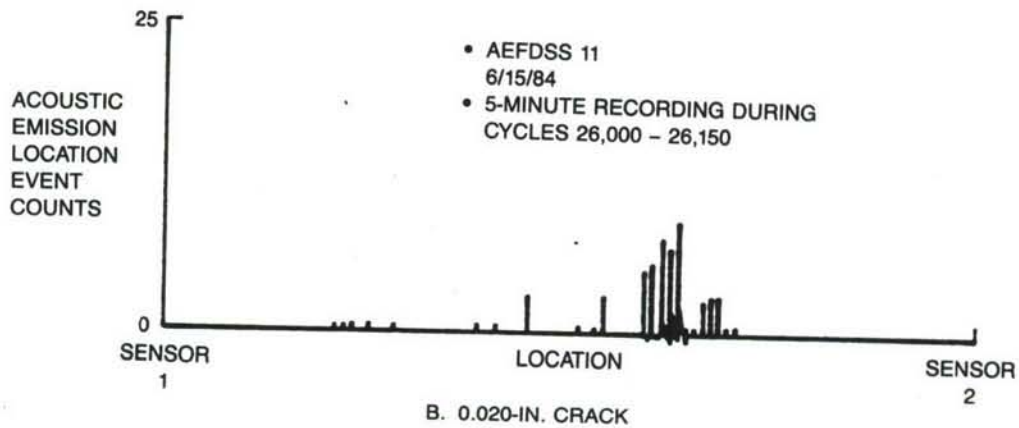 25
• AEFDSS 11
6/15/84
• 5-MINUTE RECORDING DURING
CYCLES 26,000 – 26,150
ACOUSTIC
EMISSION
LOCATION
EVENT
COUNTS
0
SENSOR
1
LOCATION
SENSOR
2
B. 0.020-IN. CRACK